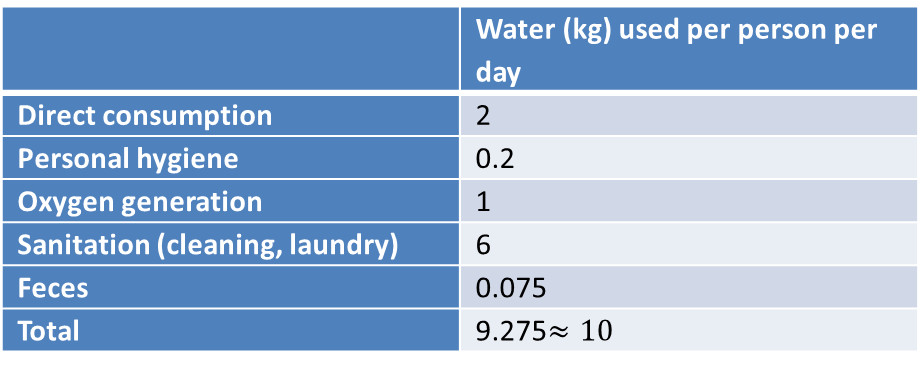 Water (kg) used per person per
day
Direct consumption 2
Personal hygiene 0.2
Oxygen generation 1
Sanitation (cleaning, laundry) 6
Feces 0.075
Total 9.275≈ 10